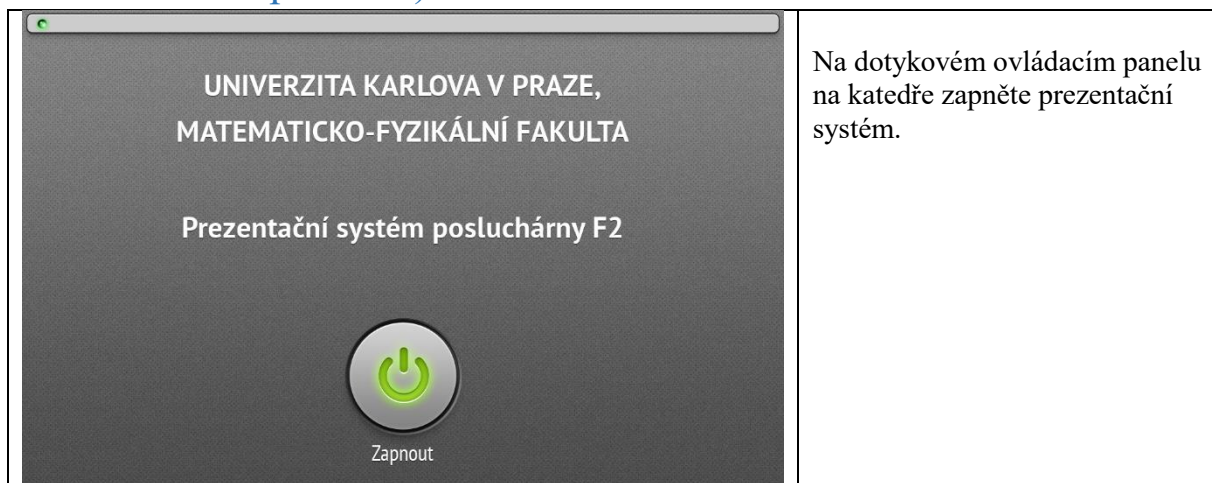 UNIVERZITA KARLOVA V PRAZE,
MATEMATICKO-FYZIKÁLNÍ FAKULTA
Prezentační systém posluchárny F2
Zapnout
Na dotykovém ovládacím panelu
na katedře zapněte prezentační
systém.